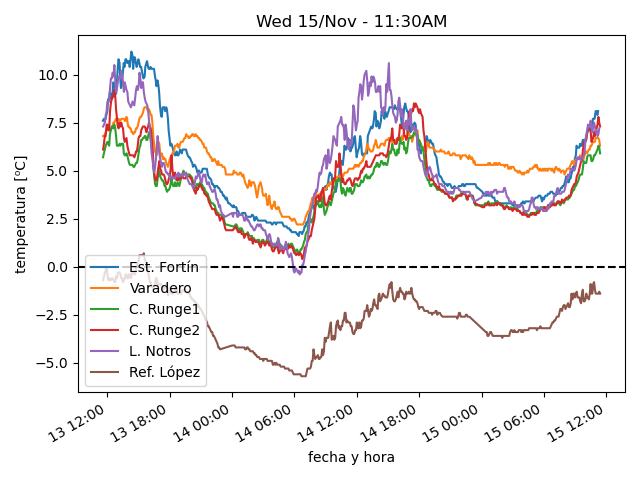 Wed 15/Nov - 11:30AM
temperatura [ºC]
10.0
7.5
5.0
2.5
0.0
−2.5
−5.0
Est. Fortín
Varadero
C. Runge1
C. Runge2
L. Notros
Ref. López
13 12:00
13 18:00
14 00:00
14 06:00
14 12:00
14 18:00
15 00:00
15 06:00
15 12:00
fecha y hora